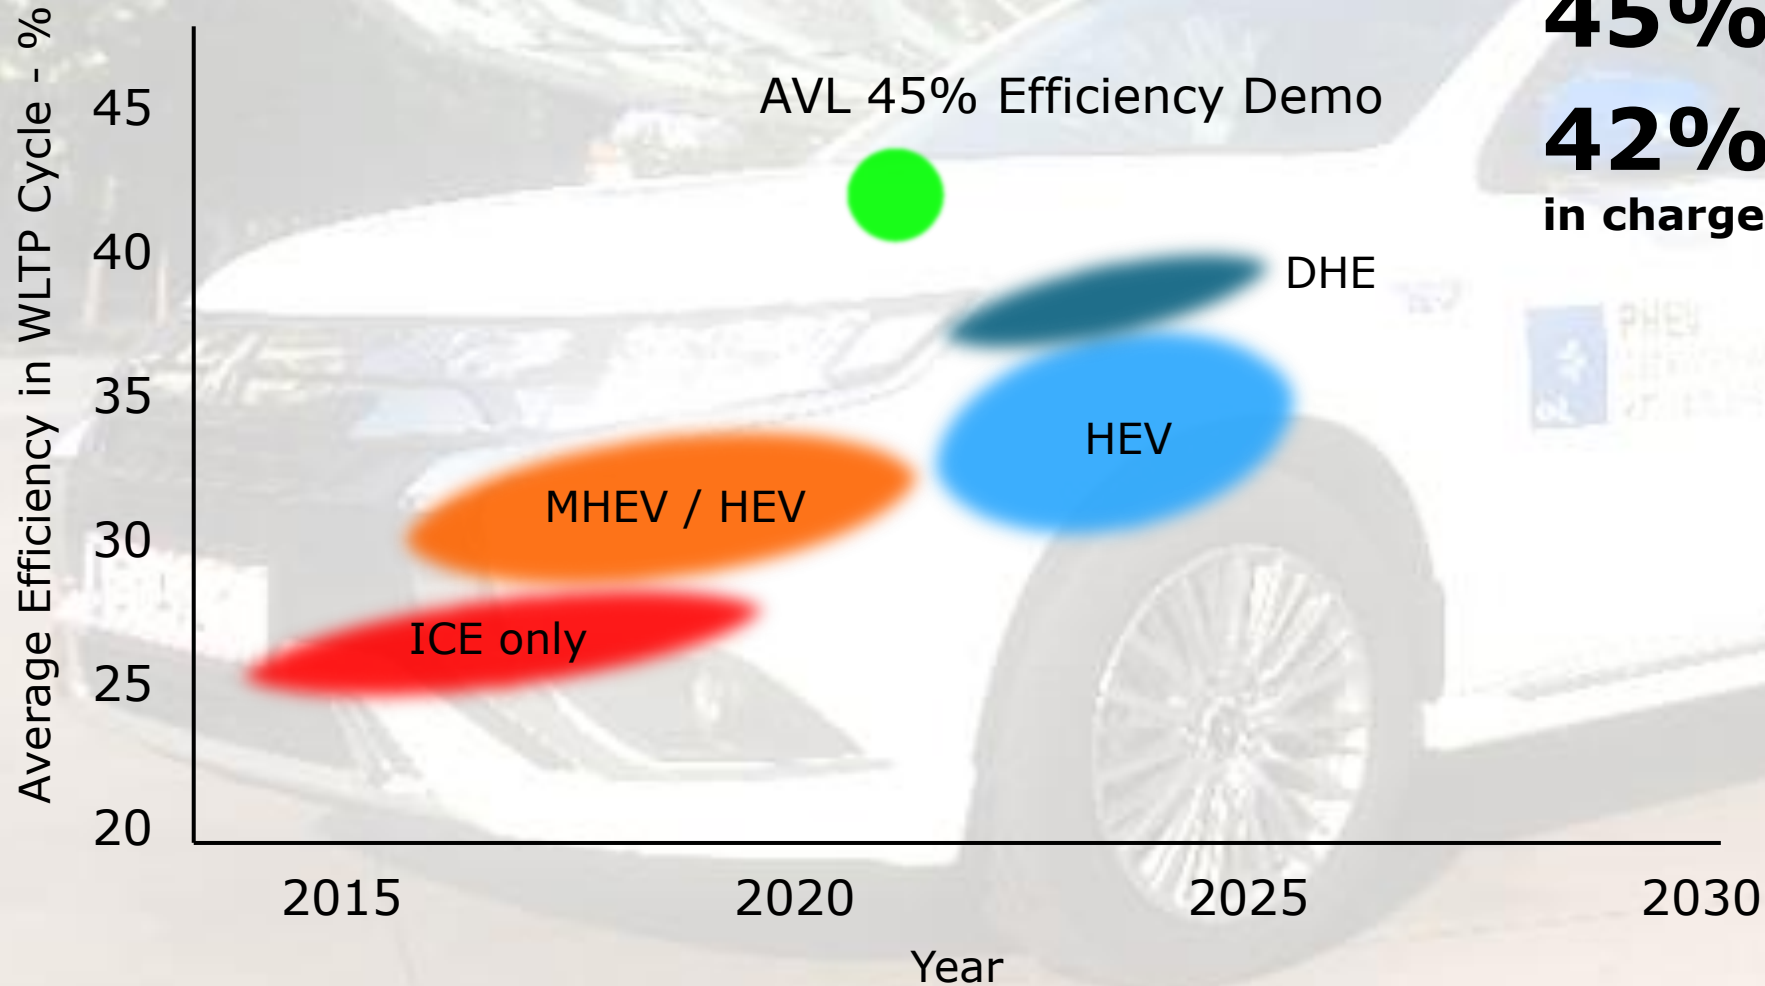 45%
42%
in charge
Average Efficiency in WLTP Cycle - %
45
40
35
30
25
20
AVL 45% Efficiency Demo
DHE
HEV
MHEV / HEV
ICE only
PHEV
2015
2020
2025
2030
Year